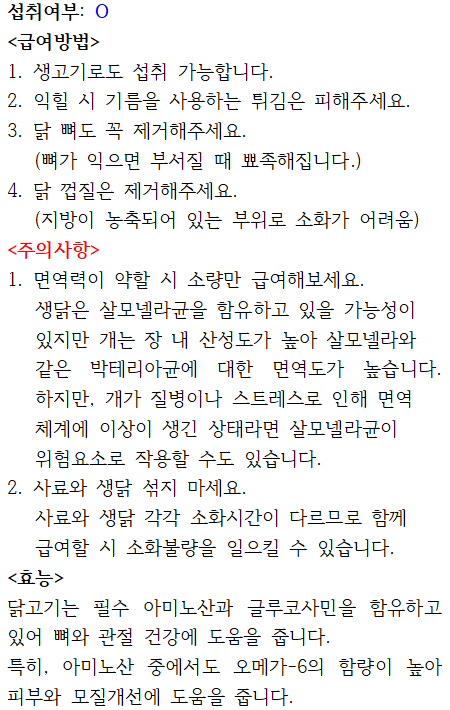 섭취여부: O
<급여방법>
1. 생고기로도 섭취 가능합니다.
2. 익힐 시 기름을 사용하는 튀김은 피해주세요.
3. 닭 뼈도 꼭 제거해주세요.
(뼈가 익으면 부서질 때 뾰족해집니다.)
4. 닭 껍질은 제거해주세요.
(지방이 농축되어 있는 부위로 소화가 어려움)
<주의사항>
1. 면역력이 약할 시 소량만 급여해보세요.
생닭은 살모넬라균을 함유하고 있을 가능성이
있지만 개는 장 내 산성도가 높아 살모넬라와
같은 박테리아균에 대한 면역도가 높습니다.
하지만, 개가 질병이나 스트레스로 인해 면역
체계에 이상이 생긴 상태라면 살모넬라균이
위험요소로 작용할 수도 있습니다.
2. 사료와 생닭 섞지 마세요.
사료와 생닭 각각 소화시간이 다르므로 함께
급여할 시 소화불량을 일으킬 수 있습니다.
<효능>
닭고기는 필수 아미노산과 글루코사민을 함유하고
있어 뼈와 관절 건강에 도움을 줍니다.
특히, 아미노산 중에서도 오메가-6의 함량이 높아
피부와 모질개선에 도움을 줍니다.